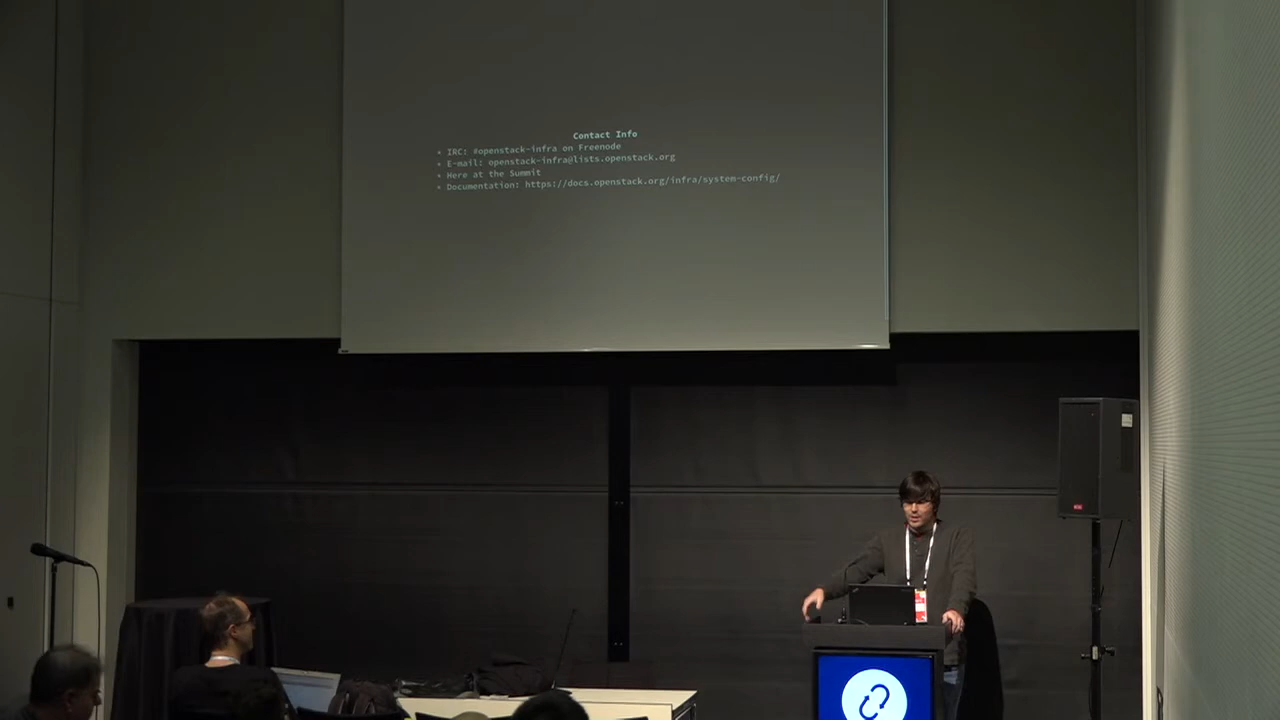 Contact Info
* IRC: #openstack-infra on Freenode
* E-mail: openstack-infra@lists.openstack.org
* Here at the Summit
* Documentation: https://docs.openstack.org/infra/system-config/